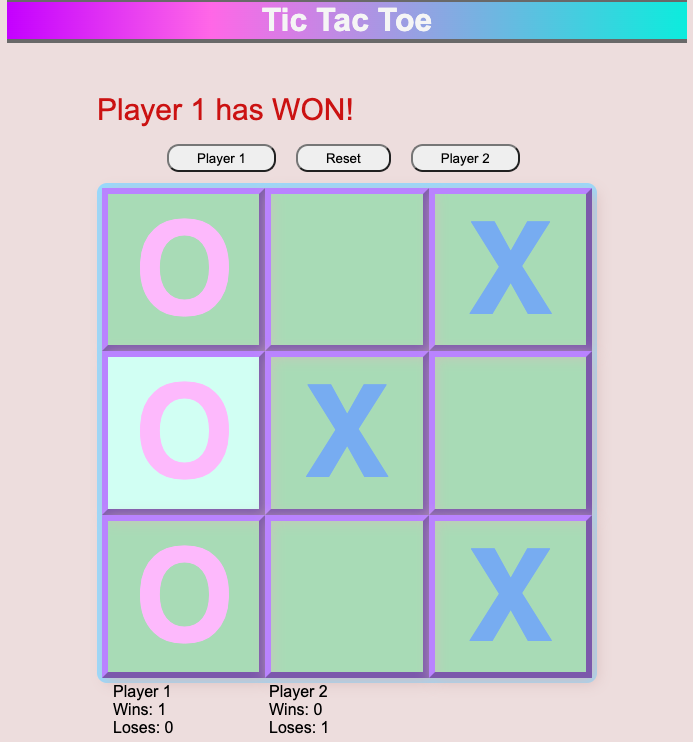 Tic Tac Toe
Player 1 has WON!
Player 1 Reset Player 2
O X
O X
O X
Player 1 Player 2
Wins: 1 Wins: 0
Loses: 0 Loses: 1